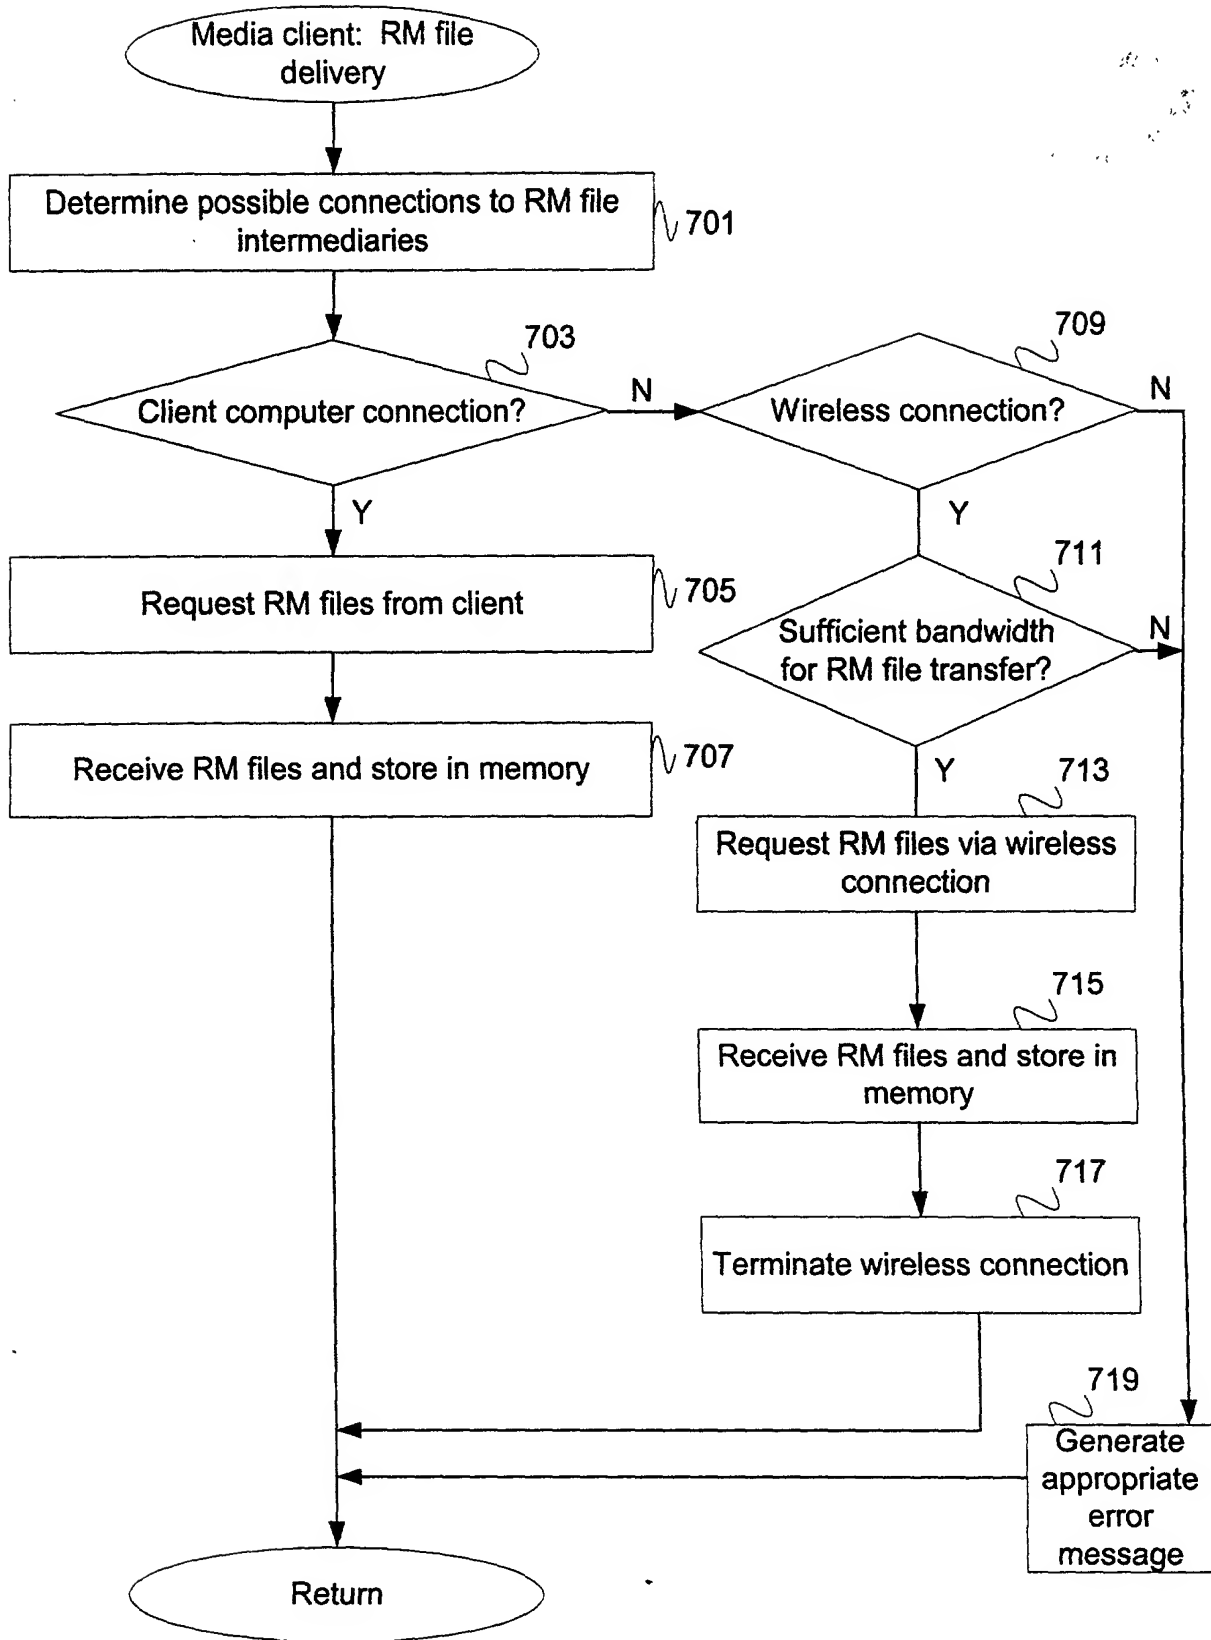 Media client: RM file
delivery
Determine possible connections to RM file
intermediaries
701
703
Client computer connection?
N
709
Wireless connection?
N
Y
Y
711
Request RM files from client
705
Sufficient bandwidth
for RM file transfer?
N
Receive RM files and store in memory
707
Y
713
Request RM files via wireless
connection
715
Receive RM files and store in
memory
717
Terminate wireless connection
719
Generate
appropriate
error
message
Return